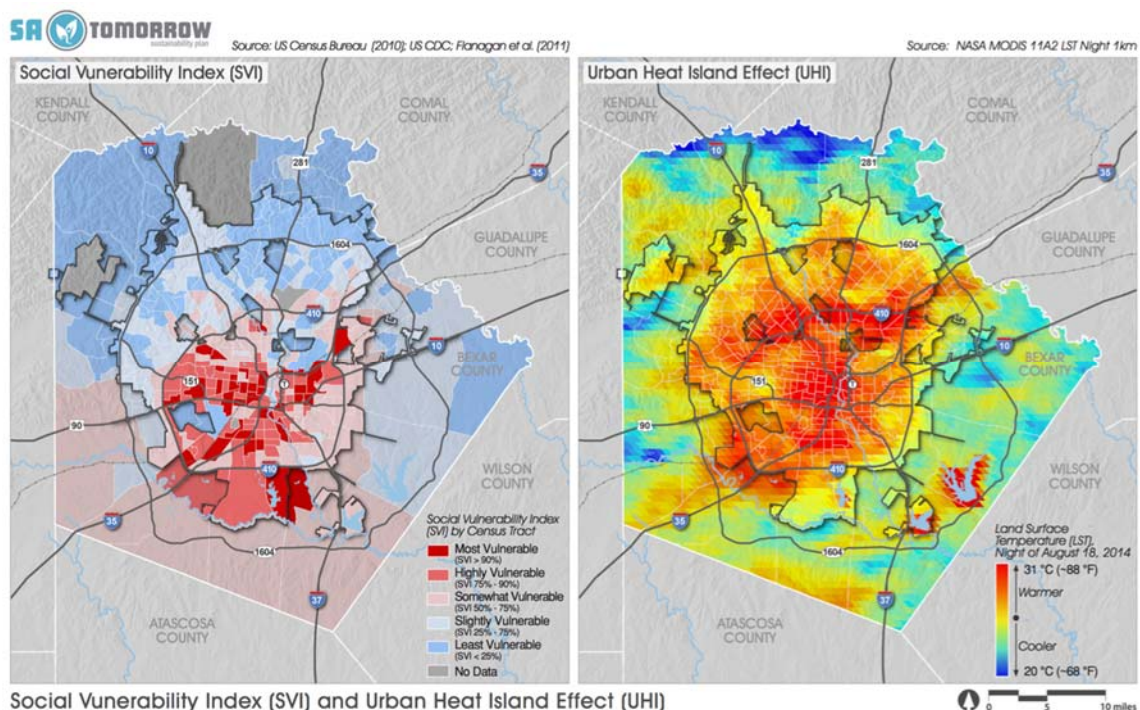 SA TOMORROW
sustainability plan
Source: US Census Bureau (2010); US CDC; Flanagan et al. (2011)
Source: NASA MODIS 11A2 LST Night 1km
Social Vunerability Index (SVI)
KENDALL
COUNTY
COMAL
COUNTY
10
281
35
GUADALUPE
COUNTY
1604
410
10
BEXAR
COUNTY
151
90
WILSON
COUNTY
410
35
1604
37
ATASCOSA
COUNTY
Social Vulnerability Index
(SVI) by Census Tract
Most Vulnerable
(SVI > 90%)
Highly Vulnerable
(SVI 75% - 90%)
Somewhat Vulnerable
(SVI 50% - 75%)
Slightly Vulnerable
(SVI 25% - 75%)
Least Vulnerable
(SVI < 25%)
No Data
Urban Heat Island Effect (UHI)
KENDALL
COUNTY
COMAL
COUNTY
10
281
35
GUADALUPE
COUNTY
1604
410
10
BEXAR
COUNTY
151
90
WILSON
COUNTY
410
35
1604
37
ATASCOSA
COUNTY
Land Surface
Temperature (LST),
Night of August 18, 2014
31 °C (~88 °F)
Warmer
Cooler
20 °C (~68 °F)
Social Vunerability Index (SVI) and Urban Heat Island Effect (UHI)
0 5 10 miles